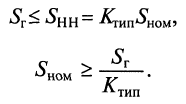 Sг ≤ SНН = KтипSном,
Sном ≥ Sг / Kтип.